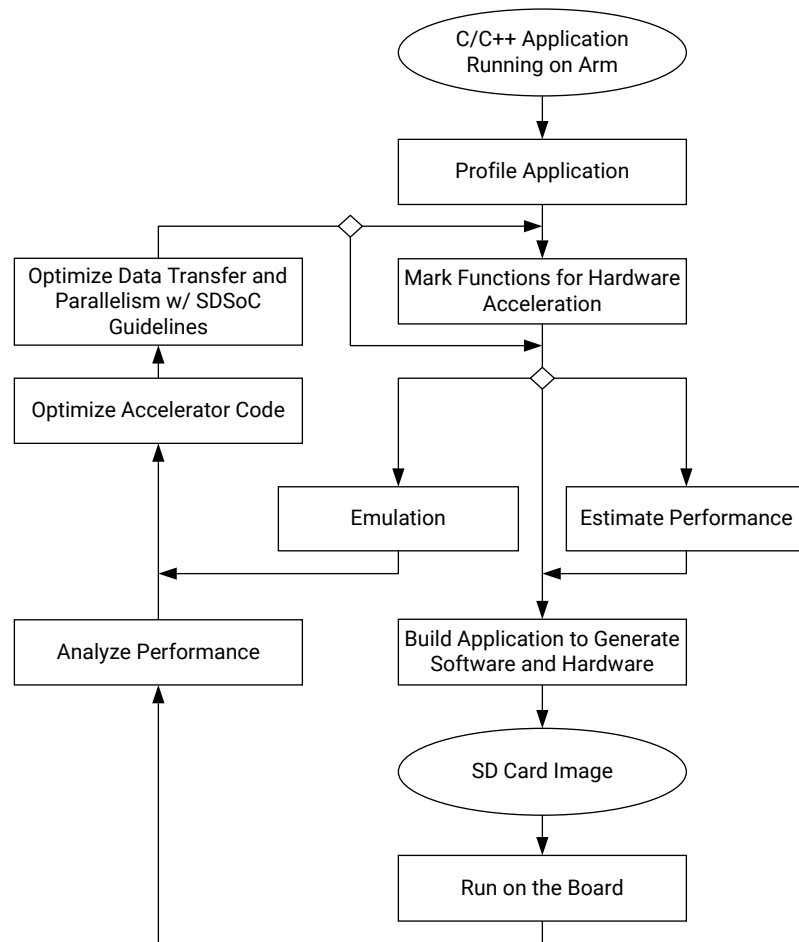 C/C++ Application
Running on Arm
Profile Application
Optimize Data Transfer and
Parallelism w/ SDSoC
Guidelines
Mark Functions for Hardware
Acceleration
Optimize Accelerator Code
Emulation
Estimate Performance
Analyze Performance
Build Application to Generate
Software and Hardware
SD Card Image
Run on the Board